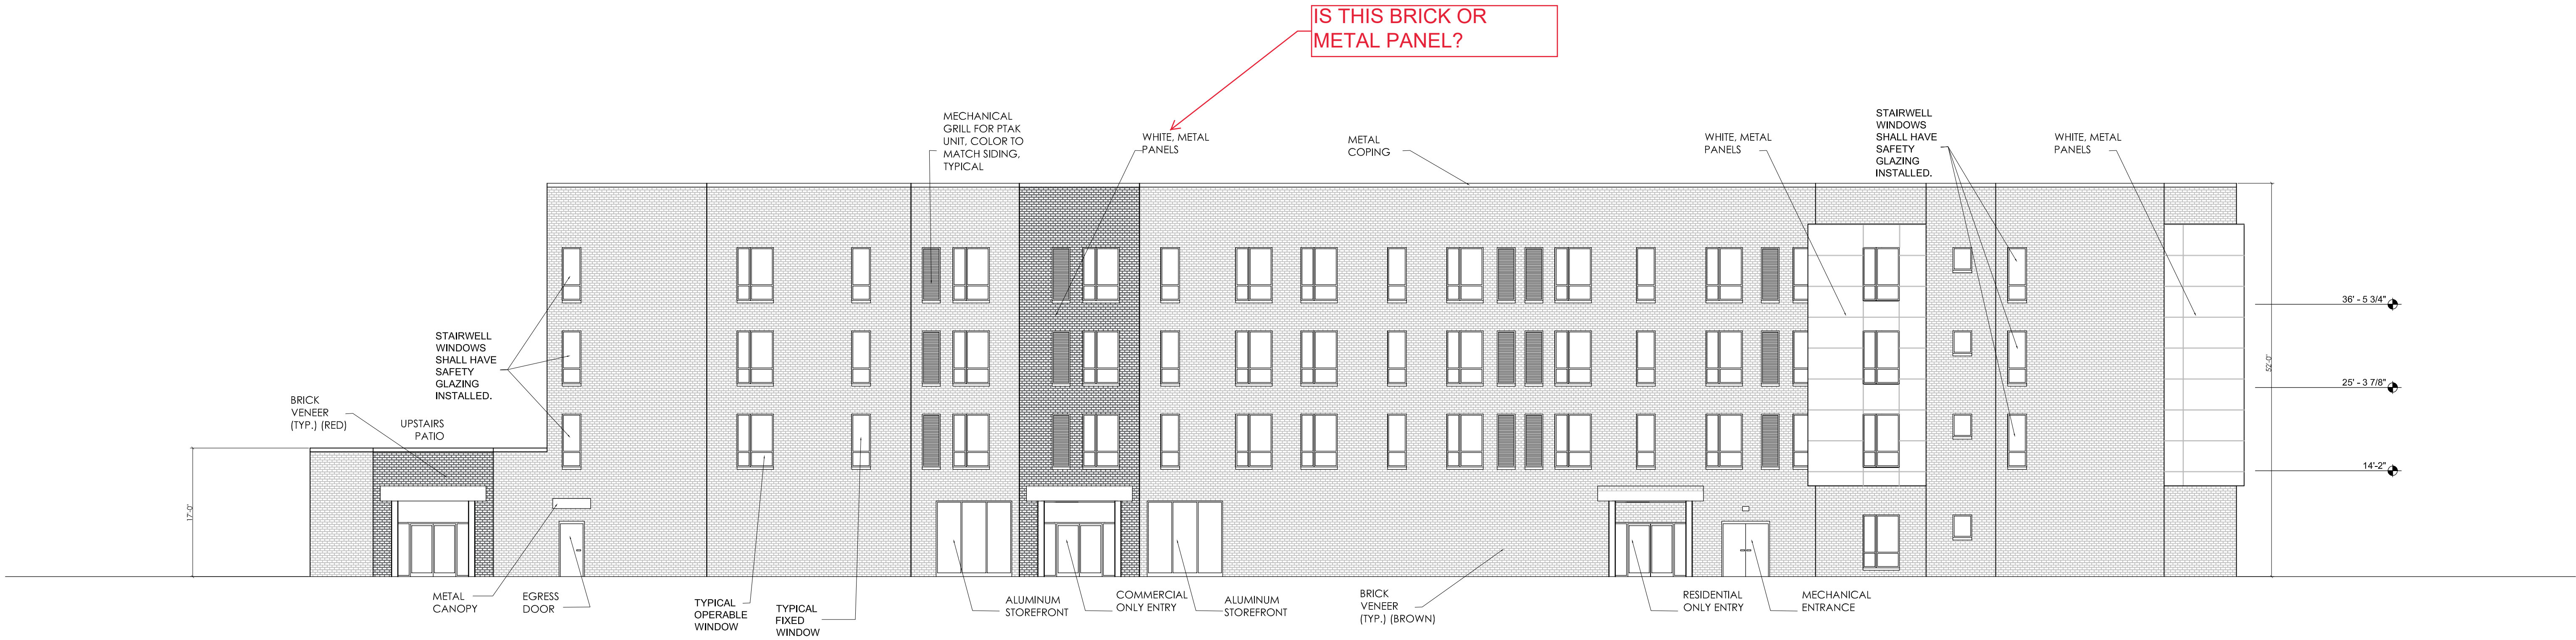 IS THIS BRICK OR
METAL PANEL?
MECHANICAL
GRILL FOR PTAK
UNIT, COLOR TO
MATCH SIDING,
TYPICAL
WHITE, METAL
PANELS
METAL
COPING
WHITE, METAL
PANELS
STAIRWELL
WINDOWS
SHALL HAVE
SAFETY
GLAZING
INSTALLED.
WHITE, METAL
PANELS
36' - 5 3/4"
25' - 3 7/8"
14'-2"
52'-0"
STAIRWELL
WINDOWS
SHALL HAVE
SAFETY
GLAZING
INSTALLED.
BRICK
VENEER
(TYP.) (RED)
UPSTAIRS
PATIO
17'-0"
METAL
CANOPY
EGRESS
DOOR
TYPICAL
OPERABLE
WINDOW
TYPICAL
FIXED
WINDOW
ALUMINUM
STOREFRONT
COMMERCIAL
ONLY ENTRY
ALUMINUM
STOREFRONT
BRICK
VENEER
(TYP.) (BROWN)
RESIDENTIAL
ONLY ENTRY
MECHANICAL
ENTRANCE